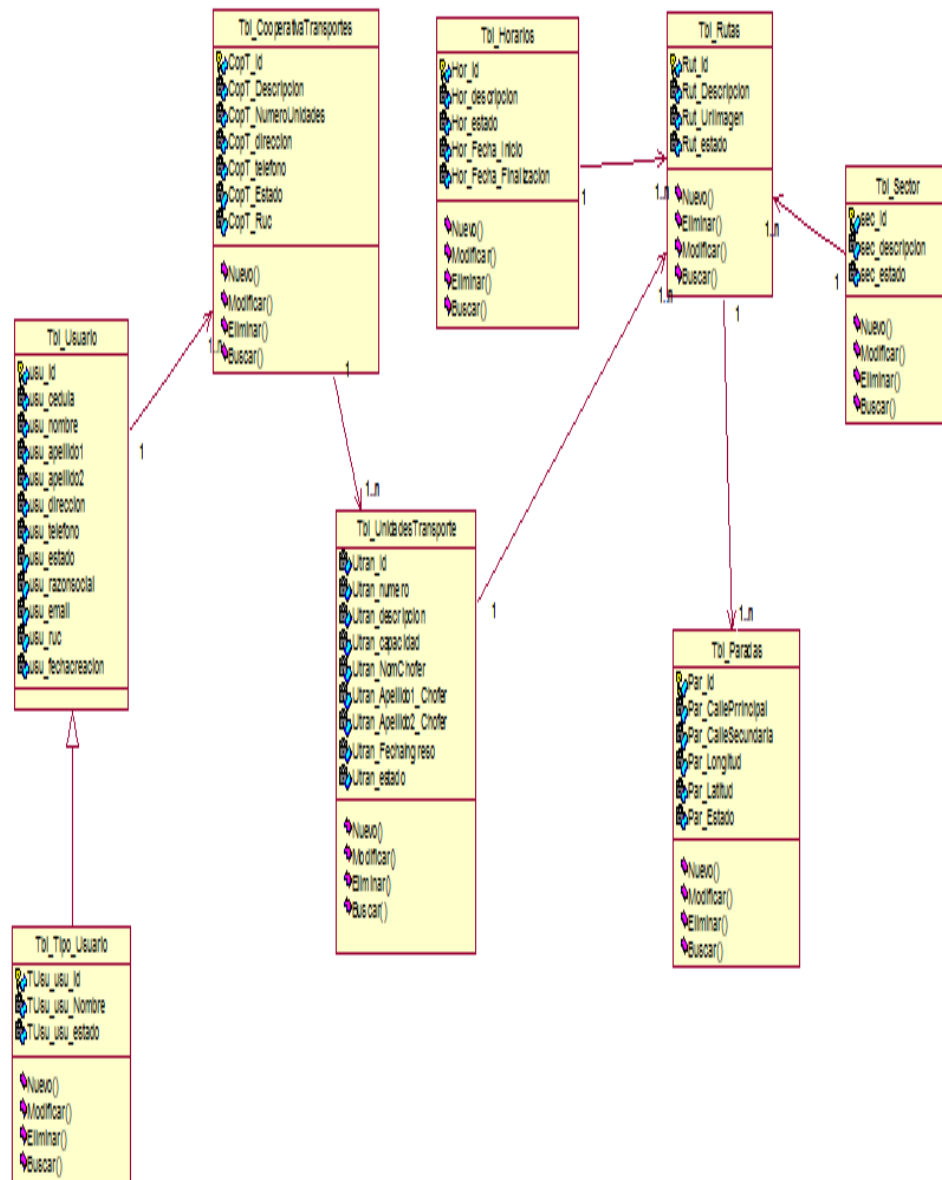 Tbl_CooperativaTransportes
CopT_Id
CopT_Descripcion
CopT_NumeroUnidades
CopT_direccion
CopT_telefono
CopT_Estado
CopT_Ruc
Nuevo()
Modificar()
Eliminar()
Buscar()
1
Tbl_Horarios
Hor_id
Hor_descripcion
Hor_estado
Hor_Fecha_Inicio
Hor_Fecha_Finalizacion
Nuevo()
Modificar()
Eliminar()
Buscar()
1
1..n
Tbl_Rutas
Rut_id
Rut_Descripcion
Rut_UrlImagen
Rut_estado
Nuevo()
Eliminar()
Modificar()
Buscar()
1..n
1..n
1
Tbl_Sector
sec_id
sec_descripcion
sec_estado
Nuevo()
Modificar()
Eliminar()
Buscar()
1
Tbl_Usuario
usu_id
usu_cedula
usu_nombre
usu_apellido1
usu_apellido2
usu_direccion
usu_telefono
usu_estado
usu_razonsocial
usu_email
usu_ruc
usu_fechacreacion
1
1..n
Tbl_UnidadesTransporte
Utran_id
Utran_numero
Utran_descripcion
Utran_capacidad
Utran_NomChofer
Utran_Apellido1_Chofer
Utran_Apellido2_Chofer
Utran_FechaIngreso
Utran_estado
Nuevo()
Modificar()
Eliminar()
Buscar()
1..n
1
Tbl_Paradas
Par_Id
Par_CallePrrincipal
Par_CalleSecundaria
Par_Longitud
Par_Latitud
Par_Estado
Nuevo()
Modificar()
Eliminar()
Buscar()
1..n
Tbl_Tipo_Usuario
TUsu_usu_id
TUsu_usu_Nombre
TUsu_usu_estado
Nuevo()
Modificar()
Eliminar()
Buscar()